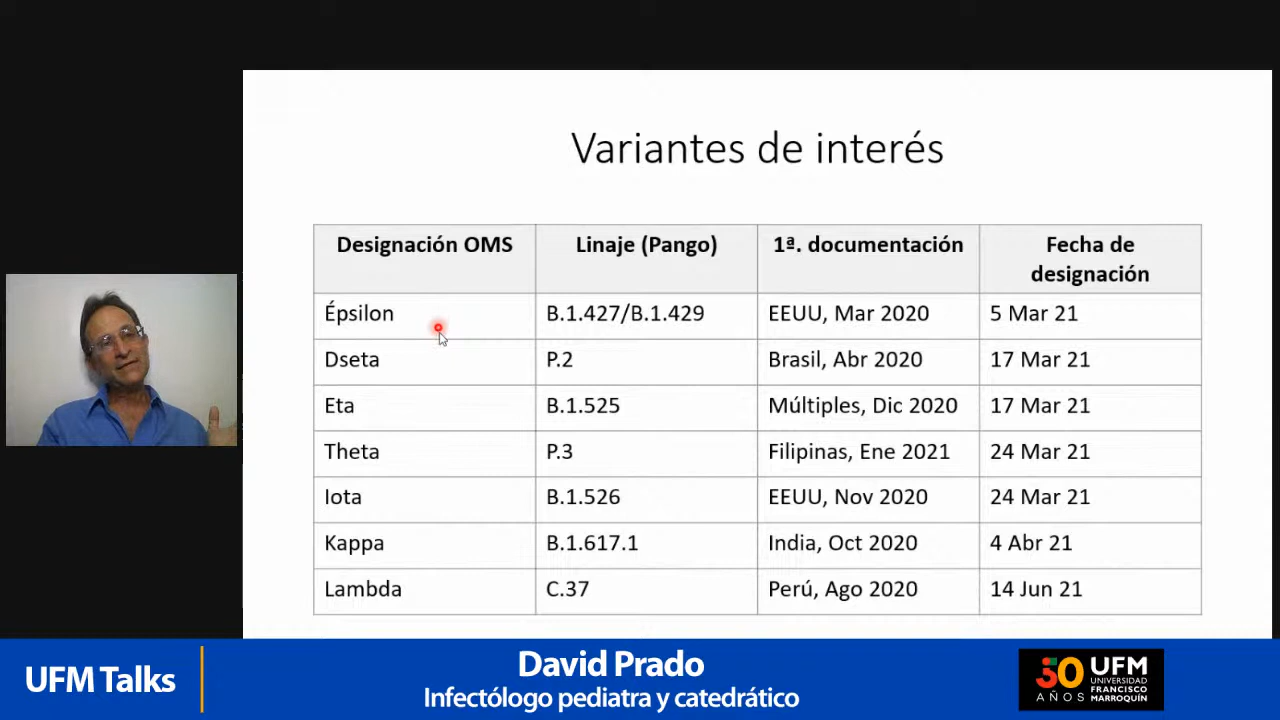 Variantes de interés
Designación OMS Linaje (Pango) 1ª. documentación Fecha de designación
Épsilon B.1.427/B.1.429 EEUU, Mar 2020 5 Mar 21
Dseta P.2 Brasil, Abr 2020 17 Mar 21
Eta B.1.525 Múltiples, Dic 2020 17 Mar 21
Theta P.3 Filipinas, Ene 2021 24 Mar 21
Iota B.1.526 EEUU, Nov 2020 24 Mar 21
Kappa B.1.617.1 India, Oct 2020 4 Abr 21
Lambda C.37 Perú, Ago 2020 14 Jun 21
UFM Talks
David Prado
Infectólogo pediatra y catedrático
50
AÑOS
UFM
UNIVERSIDAD
FRANCISCO
MARROQUÍN